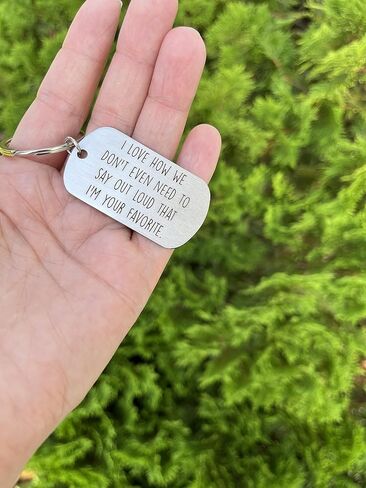 I LOVE HOW WE
DON'T EVEN NEED TO
SAY OUT LOUD THAT
I'M YOUR FAVORITE.